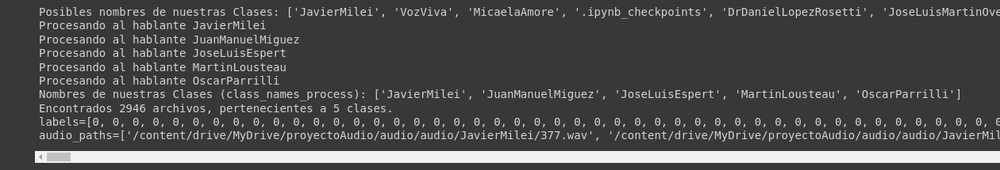 Posibles nombres de nuestras Clases: ['JavierMilei', 'VozViva', 'MicaelaAmore', '.ipynb_checkpoints', 'DrDanielLopezRosetti', 'JoseLuisMartinOve
Procesando al hablante JavierMilei
Procesando al hablante JuanManuelMiguez
Procesando al hablante JoseLuisEspert
Procesando al hablante MartinLousteau
Procesando al hablante OscarParrilli
Nombres de nuestras Clases (class_names_process): ['JavierMilei', 'JuanManuelMiguez', 'JoseLuisEspert', 'MartinLousteau', 'OscarParrilli']
Encontrados 2946 archivos, pertenecientes a 5 clases.
labels=[0, 0, 0, 0, 0, 0, 0, 0, 0, 0, 0, 0, 0, 0, 0, 0, 0, 0, 0, 0, 0, 0, 0, 0, 0, 0, 0, 0, 0, 0, 0, 0, 0, 0, 0, 0, 0, 0, 0, 0, 0, 0, 0, 0, 0, 0
audio_paths=['/content/drive/MyDrive/proyectoAudio/audio/audio/JavierMilei/377.wav', '/content/drive/MyDrive/proyectoAudio/audio/audio/JavierMil